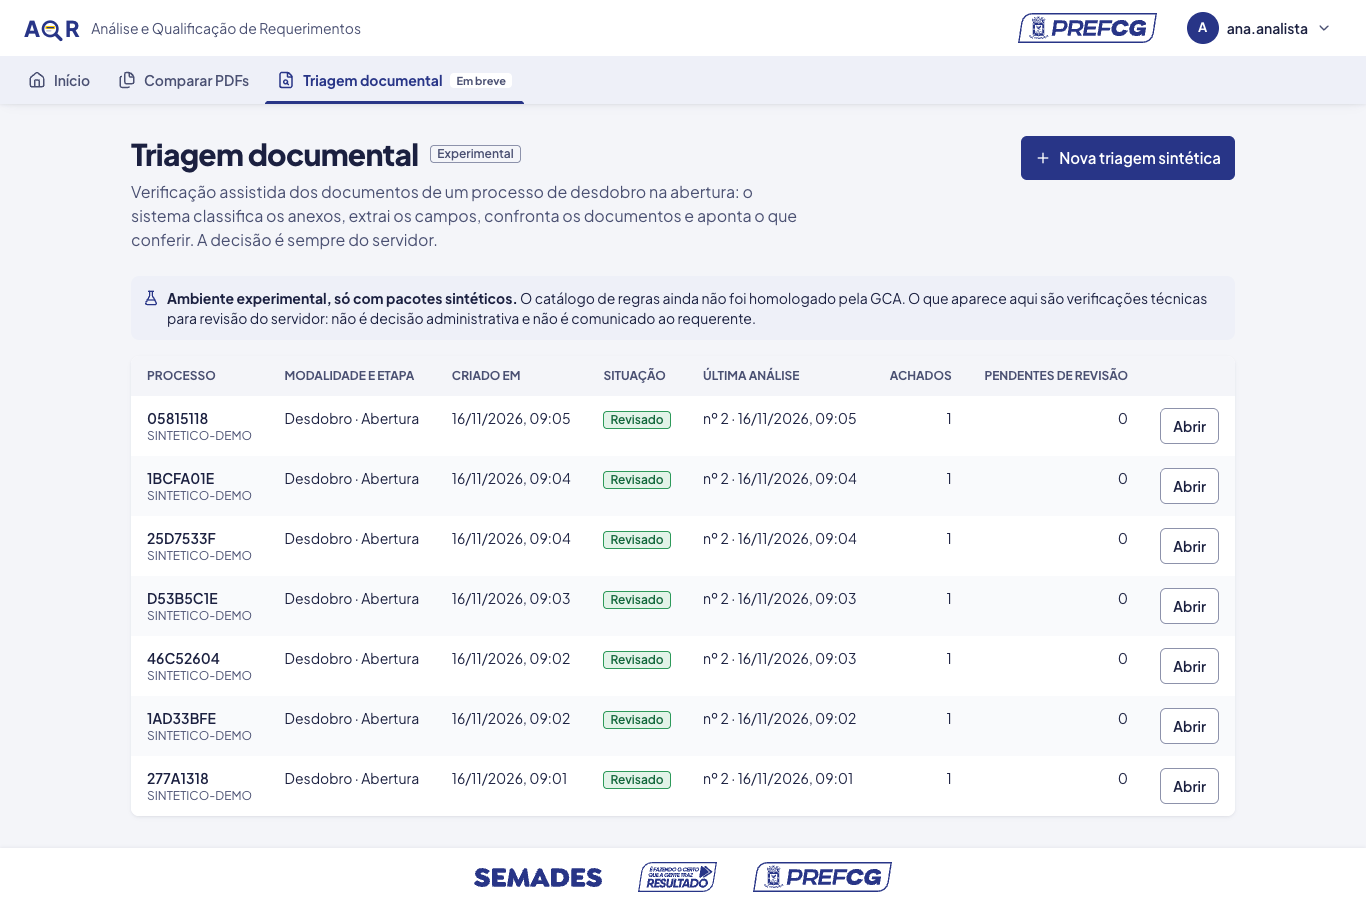 AQR Análise e Qualificação de Requerimentos
PREFCG
A ana.analista
Início
Comparar PDFs
Triagem documental Em breve
Triagem documental Experimental
Nova triagem sintética
Verificação assistida dos documentos de um processo de desdobro na abertura: o
sistema classifica os anexos, extrai os campos, confronta os documentos e aponta o que
conferir. A decisão é sempre do servidor.
Ambiente experimental, só com pacotes sintéticos. O catálogo de regras ainda não foi homologado pela GCA. O que aparece aqui são verificações técnicas
para revisão do servidor: não é decisão administrativa e não é comunicado ao requerente.
PROCESSO MODALIDADE E ETAPA CRIADO EM SITUAÇÃO ÚLTIMA ANÁLISE ACHADOS PENDENTES DE REVISÃO
05815118 Desdobro · Abertura 16/11/2026, 09:05 Revisado nº 2 · 16/11/2026, 09:05 1 0 Abrir
SINTETICO-DEMO
1BCFA01E Desdobro · Abertura 16/11/2026, 09:04 Revisado nº 2 · 16/11/2026, 09:04 1 0 Abrir
SINTETICO-DEMO
25D7533F Desdobro · Abertura 16/11/2026, 09:04 Revisado nº 2 · 16/11/2026, 09:04 1 0 Abrir
SINTETICO-DEMO
D53B5C1E Desdobro · Abertura 16/11/2026, 09:03 Revisado nº 2 · 16/11/2026, 09:03 1 0 Abrir
SINTETICO-DEMO
46C52604 Desdobro · Abertura 16/11/2026, 09:02 Revisado nº 2 · 16/11/2026, 09:03 1 0 Abrir
SINTETICO-DEMO
1AD33BFE Desdobro · Abertura 16/11/2026, 09:02 Revisado nº 2 · 16/11/2026, 09:02 1 0 Abrir
SINTETICO-DEMO
277A1318 Desdobro · Abertura 16/11/2026, 09:01 Revisado nº 2 · 16/11/2026, 09:01 1 0 Abrir
SINTETICO-DEMO
SEMADES
É FAZENDO O CERTO
QUE A GENTE TRAZ
RESULTADO
PREFCG